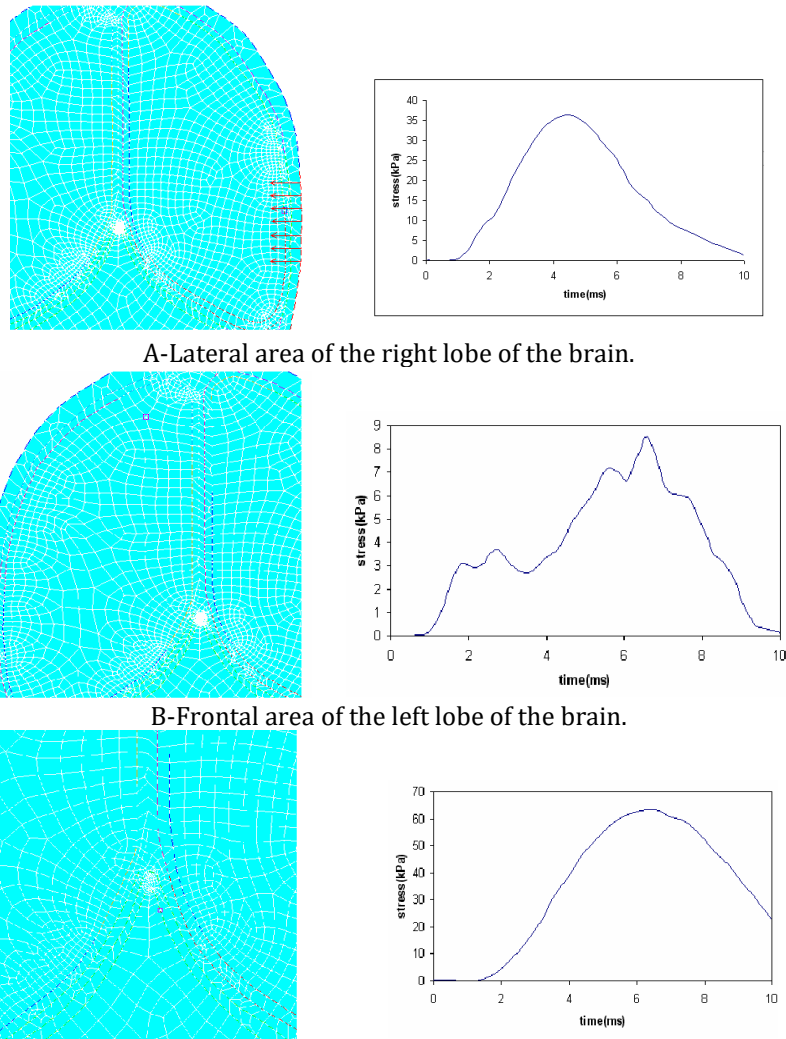 40
35
30
25
20
15
10
5
0
stress(kPa)
0 2 4 6 8 10
time(ms)
A-Lateral area of the right lobe of the brain.
9
8
7
6
5
4
3
2
1
0
stress(kPa)
0 2 4 6 8 10
time(ms)
B-Frontal area of the left lobe of the brain.
70
60
50
40
30
20
10
0
stress(kPa)
0 2 4 6 8 10
time(ms)